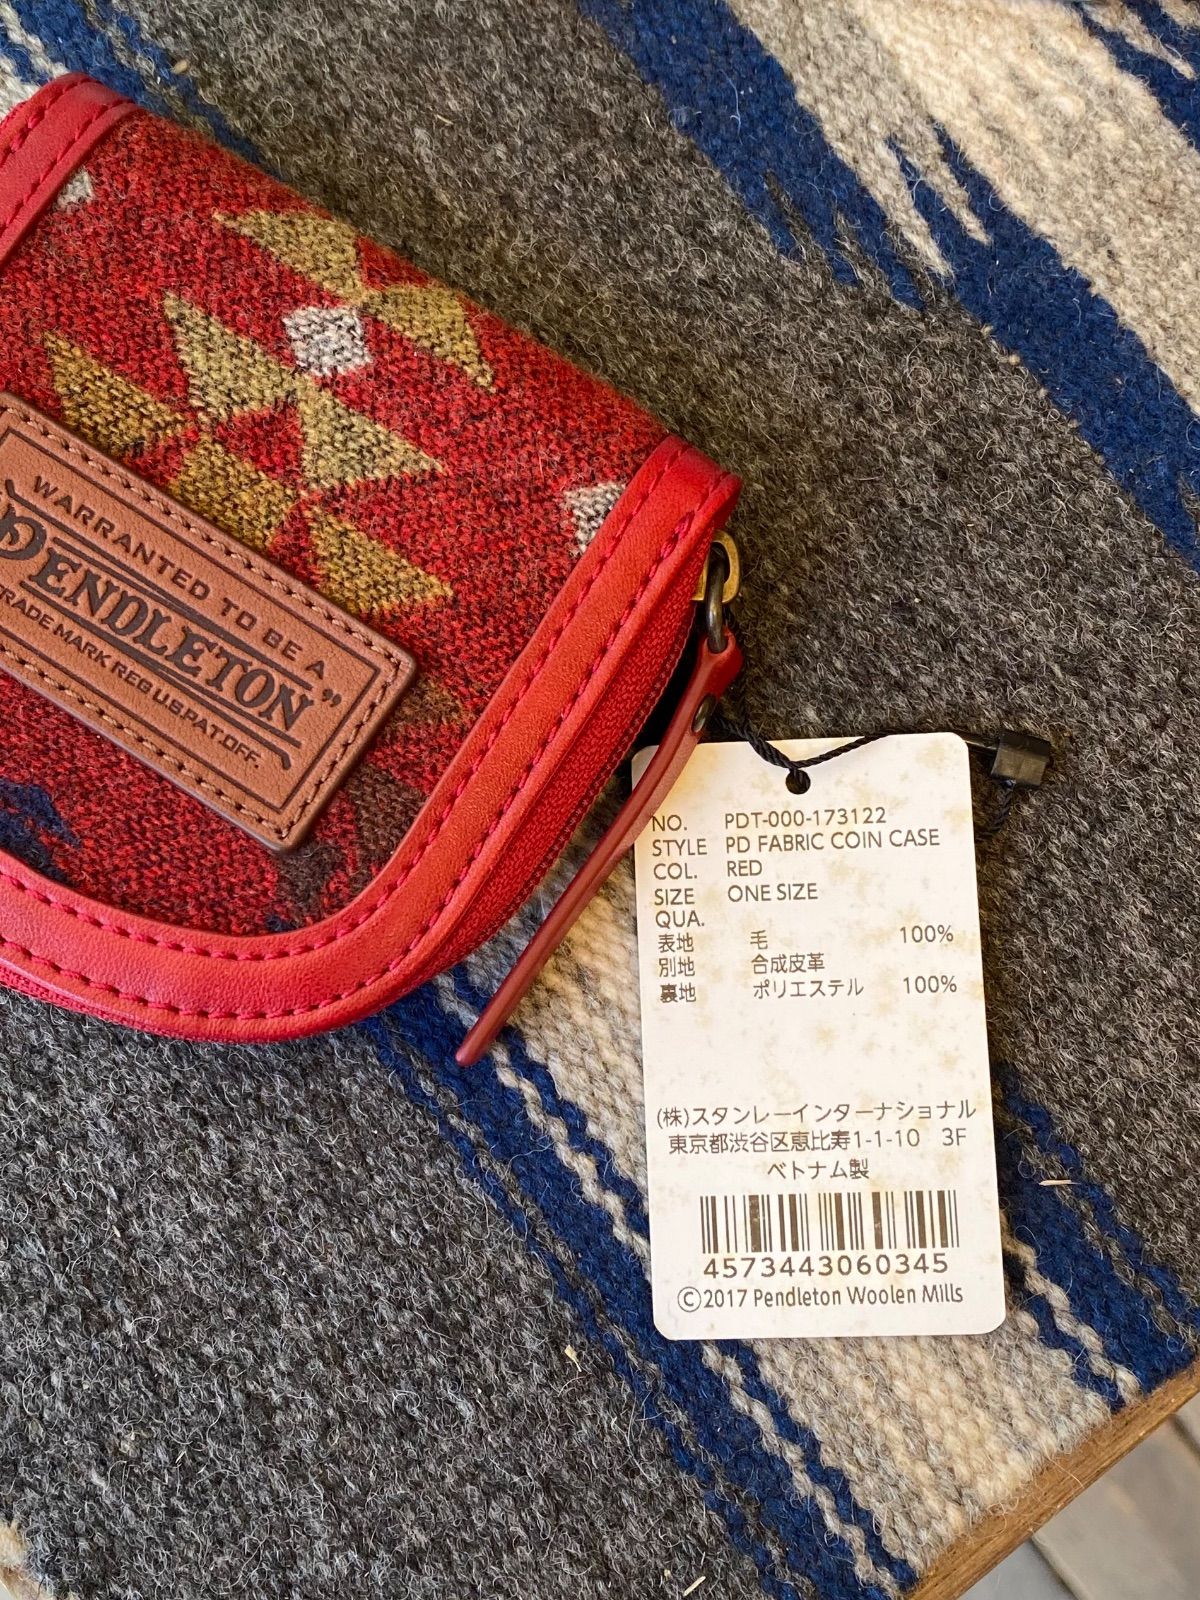 WARRANTED TO BE A
PENDLETON”
TRADE MARK REG U.S.PAT.OFF.
NO. PDT-000-173122
STYLE PD FABRIC COIN CASE
COL. RED
SIZE ONE SIZE
QUA.
表地 毛 100%
別地 合成皮革
裏地 ポリエステル 100%
(株)スタンレーインターナショナル
東京都渋谷区恵比寿1-1-10 3F
ベトナム製
4573443060345
©2017 Pendleton Woolen Mills